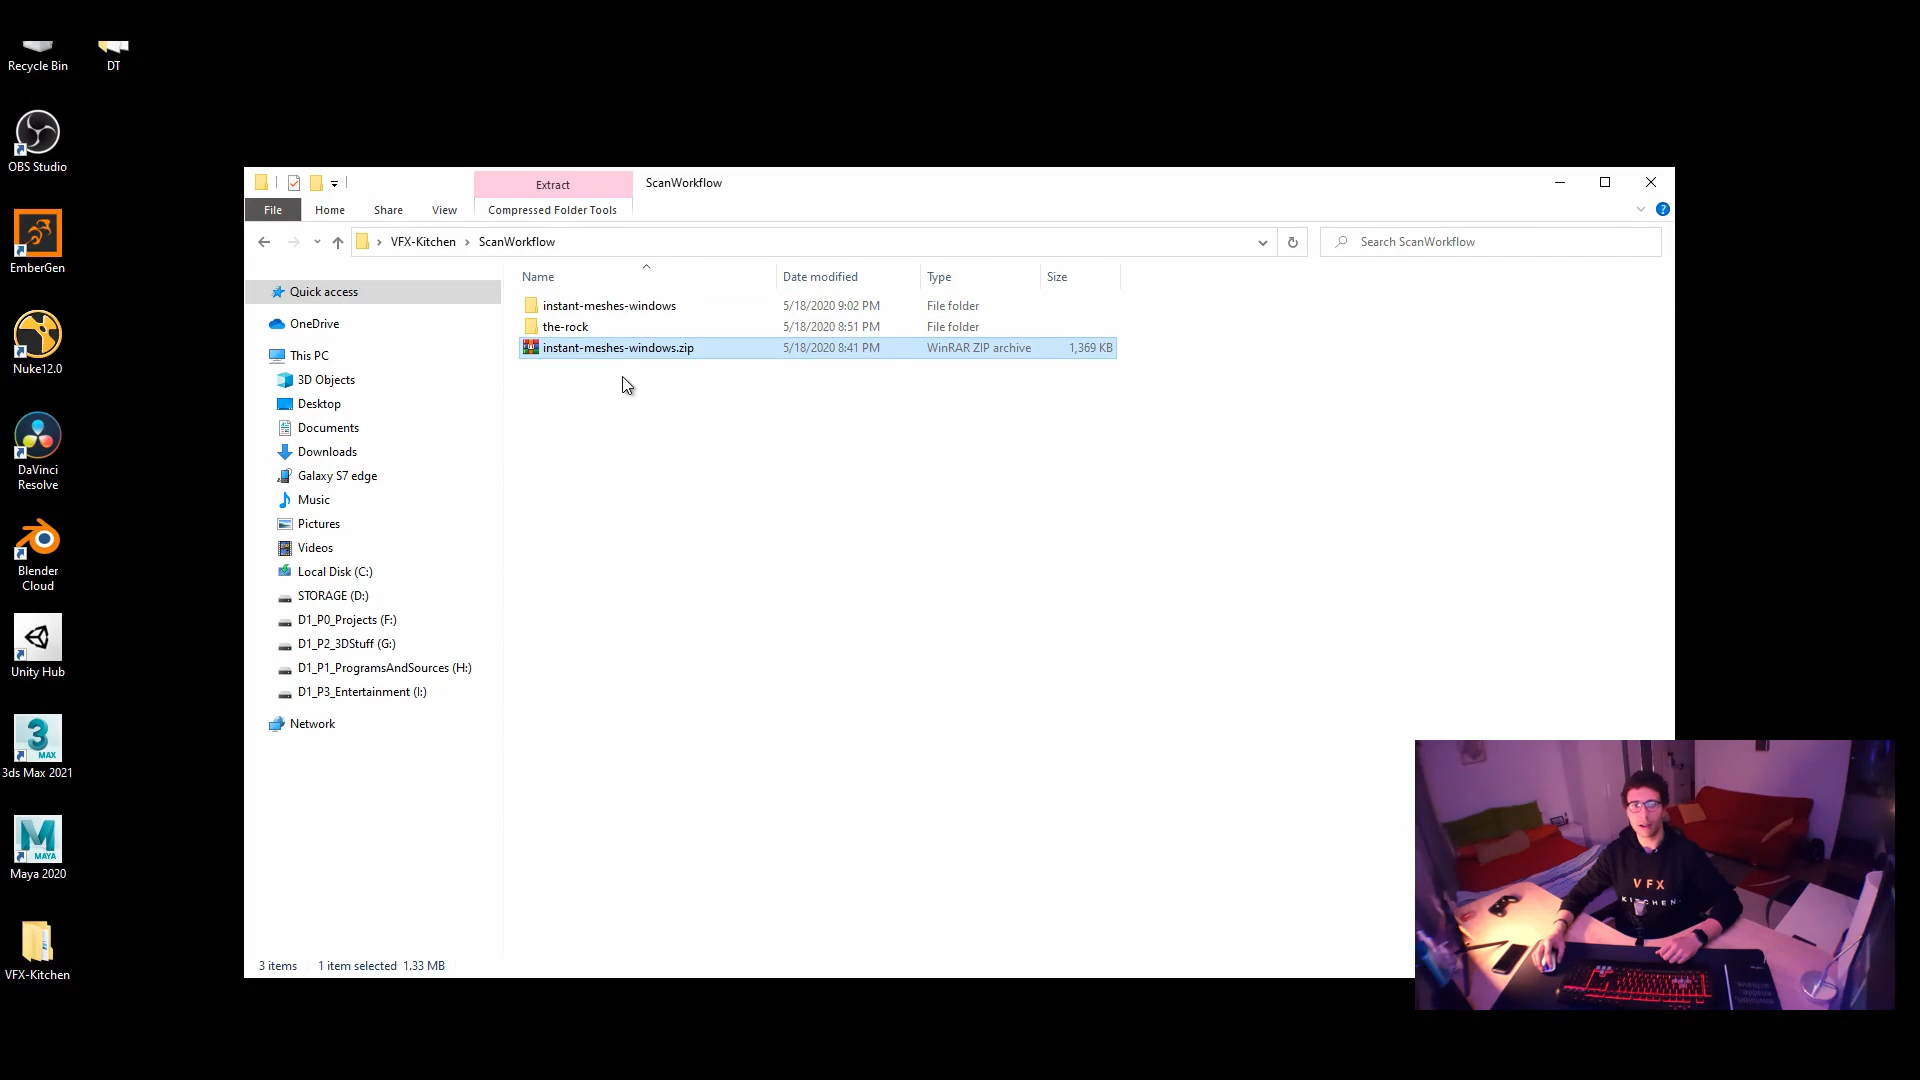 Recycle Bin
DT
OBS Studio
EmberGen
Nuke12.0
DaVinci
Resolve
Blender
Cloud
Unity Hub
3
MAX
3ds Max 2021
M
MAYA
Maya 2020
VFX-Kitchen
Extract
ScanWorkflow
File
Home
Share
View
Compressed Folder Tools
?
VFX-Kitchen
ScanWorkflow
Search ScanWorkflow
Name
Date modified
Type
Size
instant-meshes-windows 5/18/2020 9:02 PM File folder
the-rock 5/18/2020 8:51 PM File folder
instant-meshes-windows.zip 5/18/2020 8:41 PM WinRAR ZIP archive 1,369 KB
Quick access
OneDrive
This PC
3D Objects
Desktop
Documents
Downloads
Galaxy S7 edge
Music
Pictures
Videos
Local Disk (C:)
STORAGE (D:)
D1_P0_Projects (F:)
D1_P2_3DStuff (G:)
D1_P1_ProgramsAndSources (H:)
D1_P3_Entertainment (I:)
Network
3 items
1 item selected 1.33 MB
VFX
KITCHEN